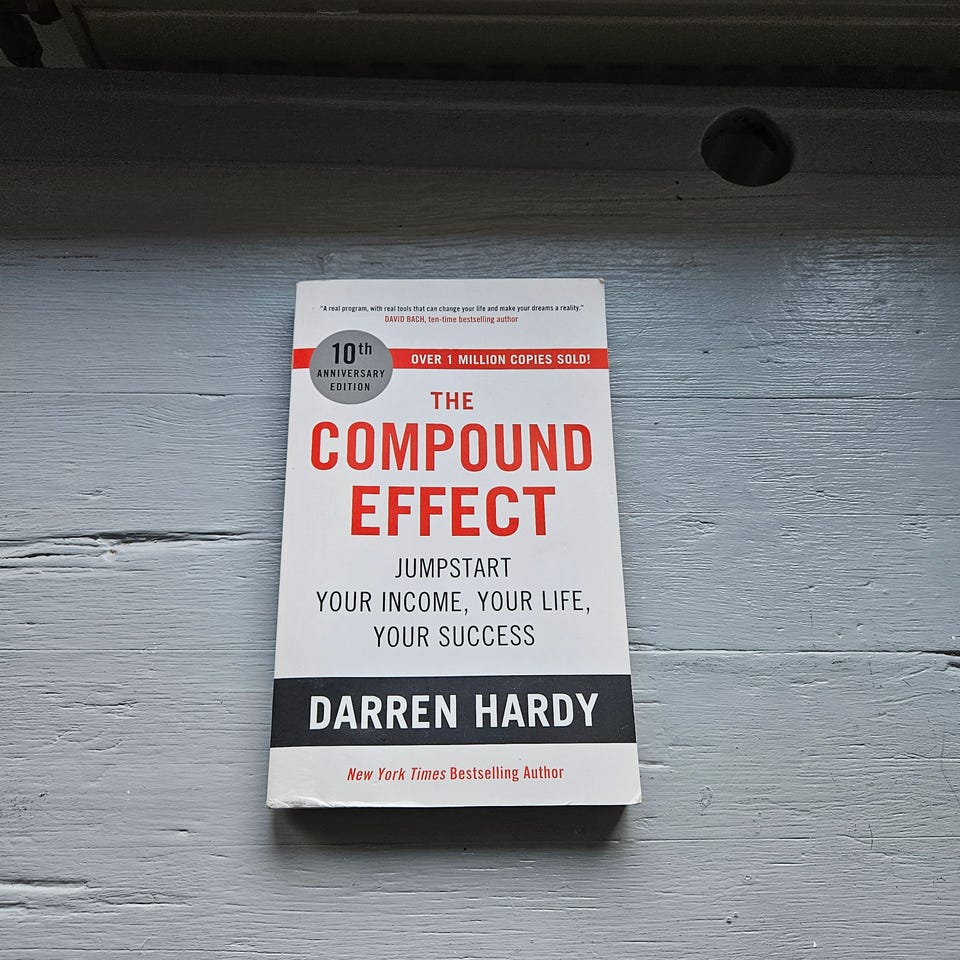 "A real program, with real tools that can change your life and make your dreams a reality."
DAVID BACH, ten-time bestselling author
10th
ANNIVERSARY
EDITION
OVER 1 MILLION COPIES SOLD!
THE
COMPOUND
EFFECT
JUMPSTART
YOUR INCOME, YOUR LIFE,
YOUR SUCCESS
DARREN HARDY
New York Times Bestselling Author